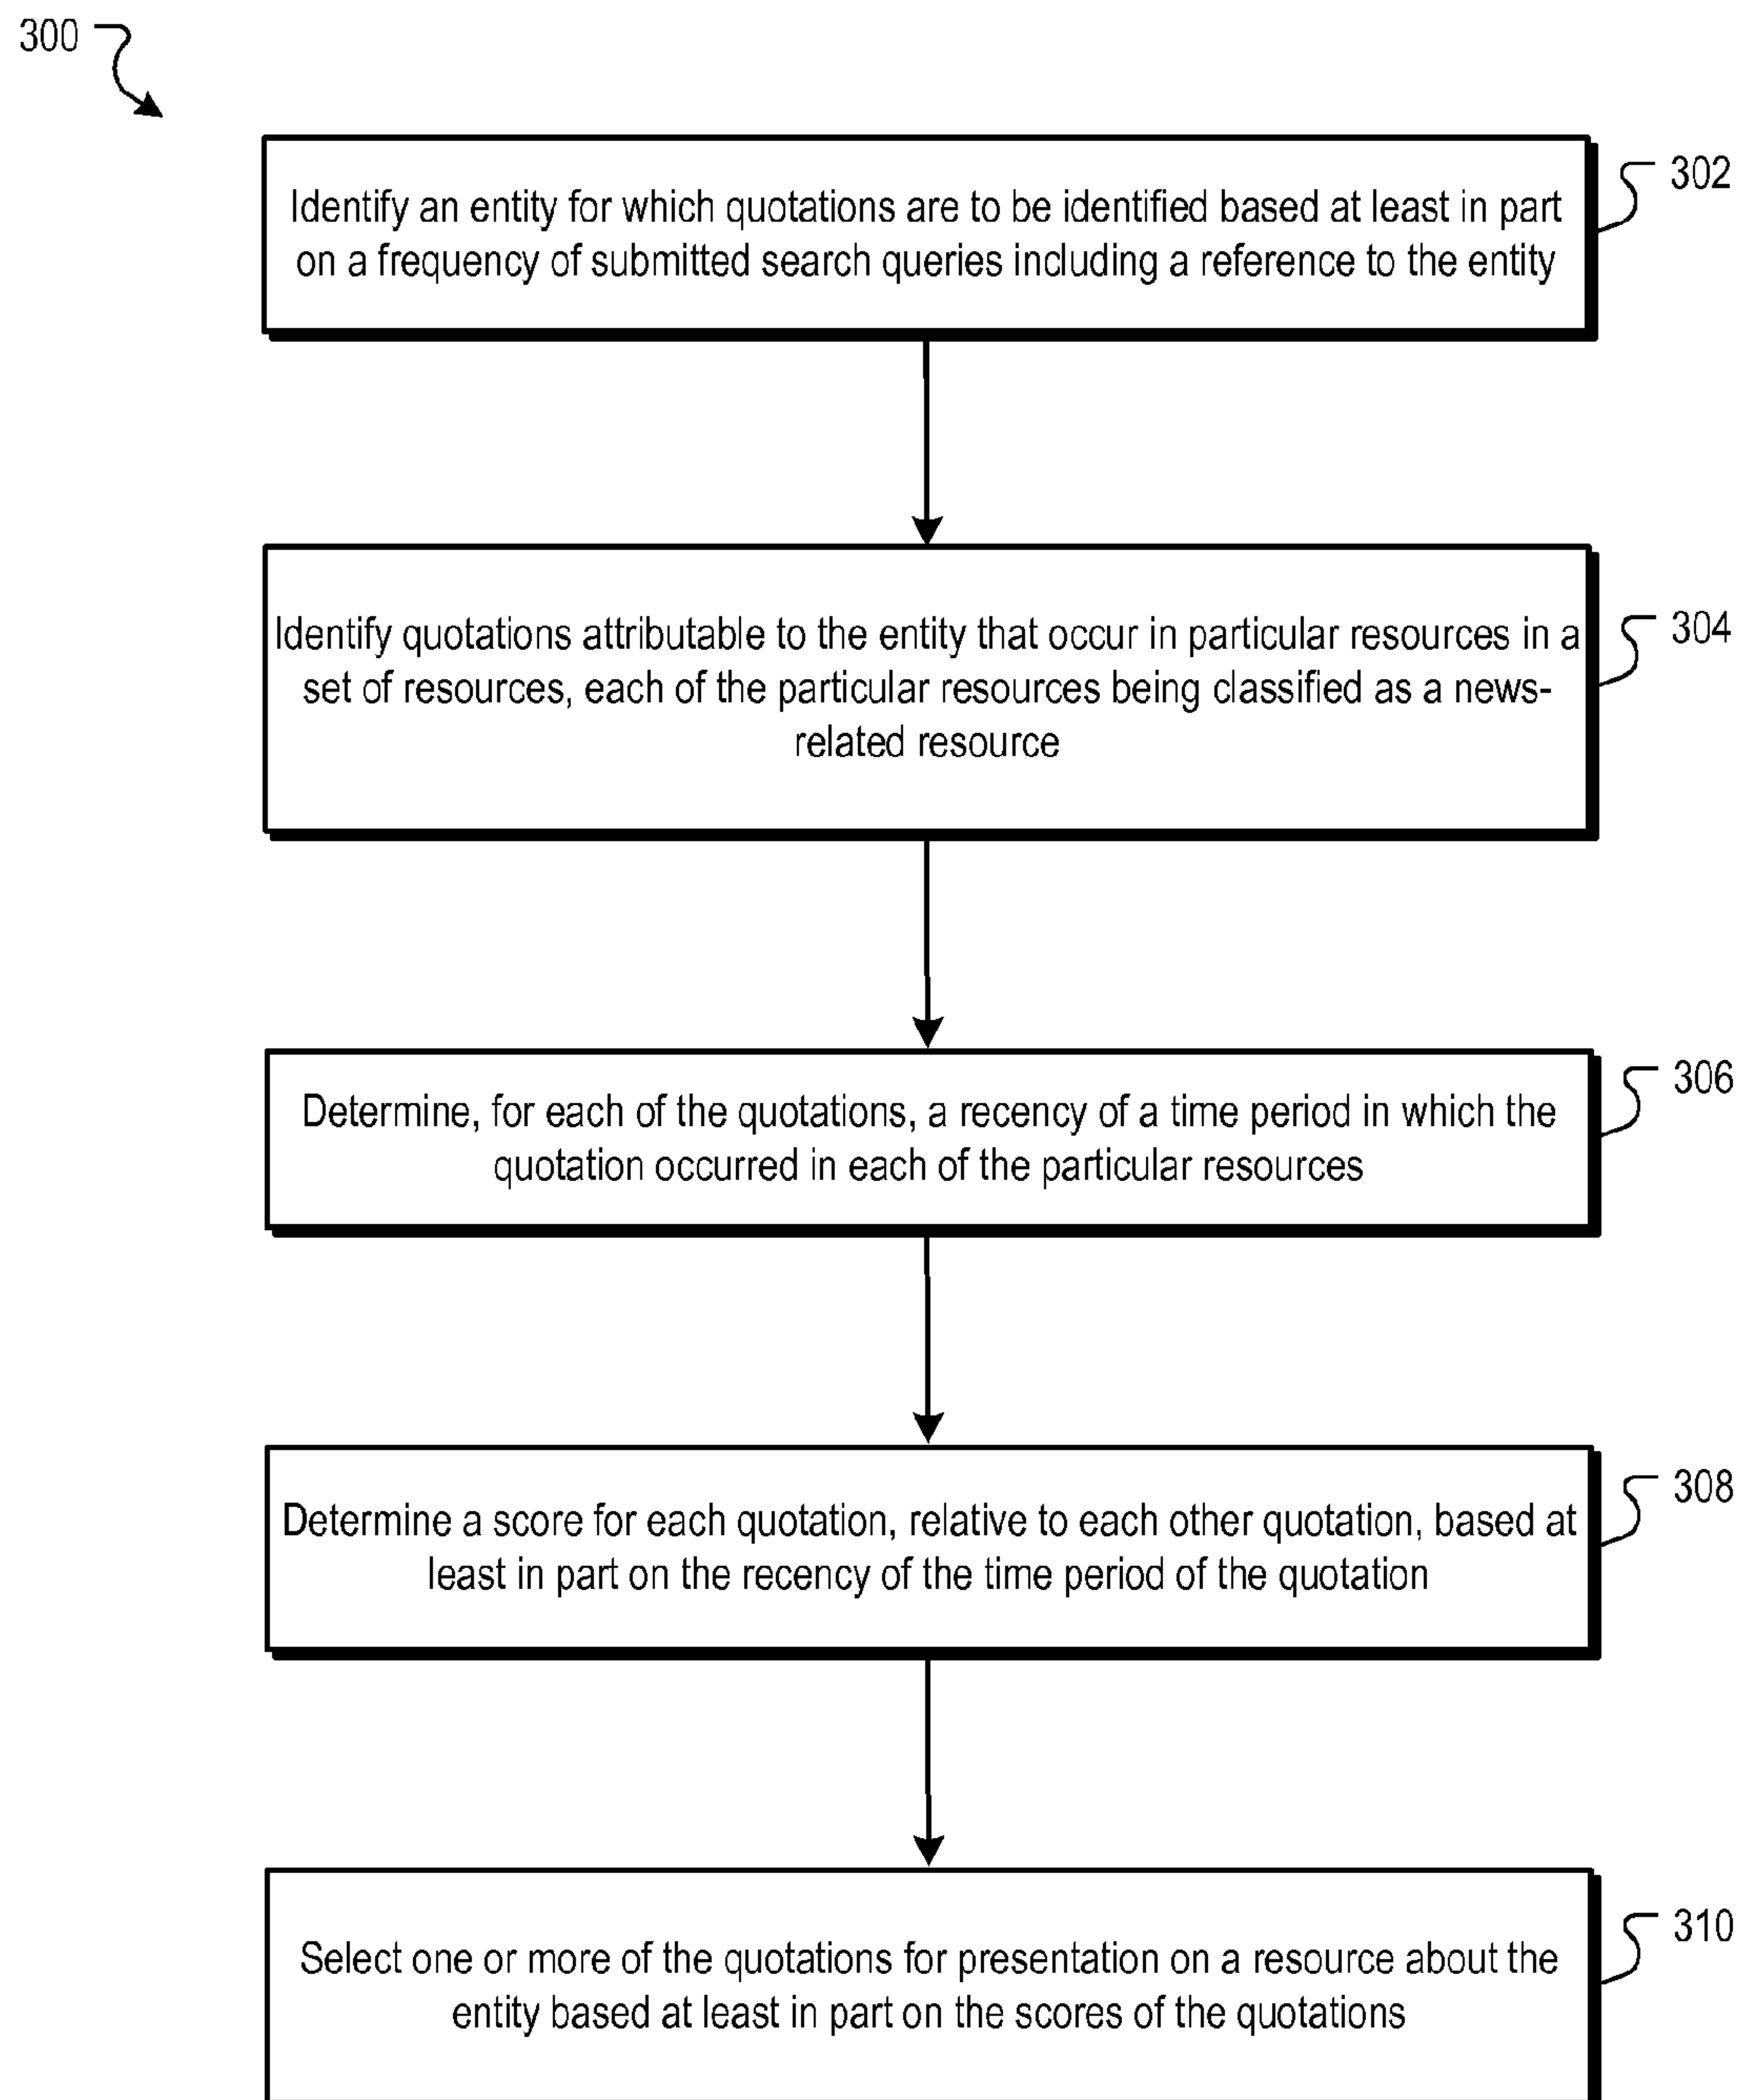 300
Identify an entity for which quotations are to be identified based at least in part
on a frequency of submitted search queries including a reference to the entity
302
Identify quotations attributable to the entity that occur in particular resources in a
set of resources, each of the particular resources being classified as a news-
related resource
304
Determine, for each of the quotations, a recency of a time period in which the
quotation occurred in each of the particular resources
306
Determine a score for each quotation, relative to each other quotation, based at
least in part on the recency of the time period of the quotation
308
Select one or more of the quotations for presentation on a resource about the
entity based at least in part on the scores of the quotations
310